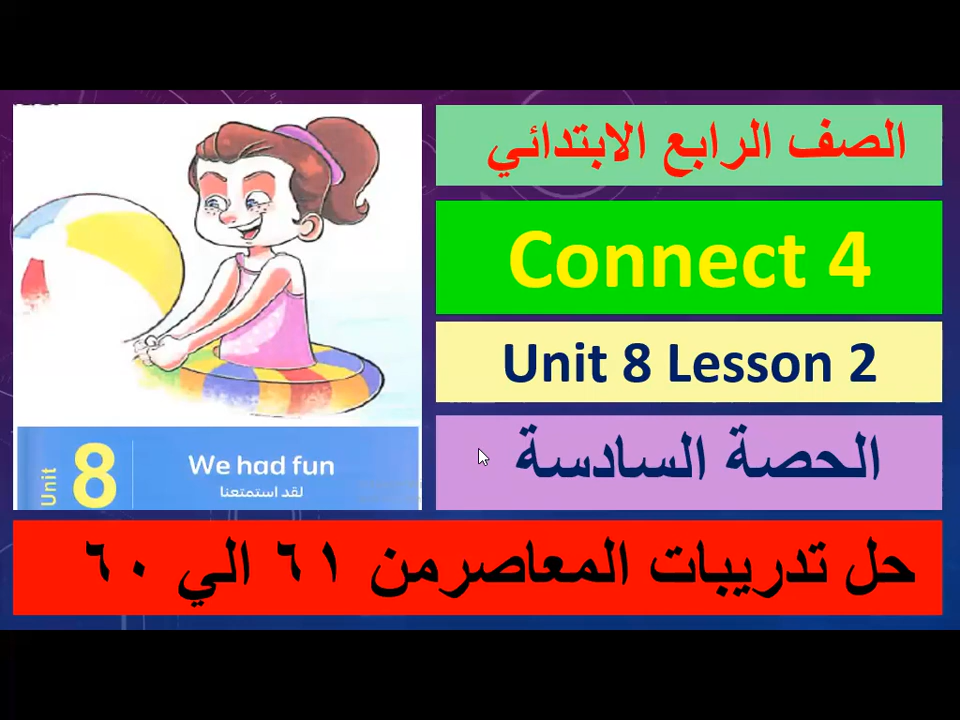 الصف الرابع الابتدائي
Connect 4
Unit 8 Lesson 2
الحصة السادسة
Unit 8
We had fun
لقد استمتعنا
حل تدريبات المعاصرمن ٦١ الي ٦٠